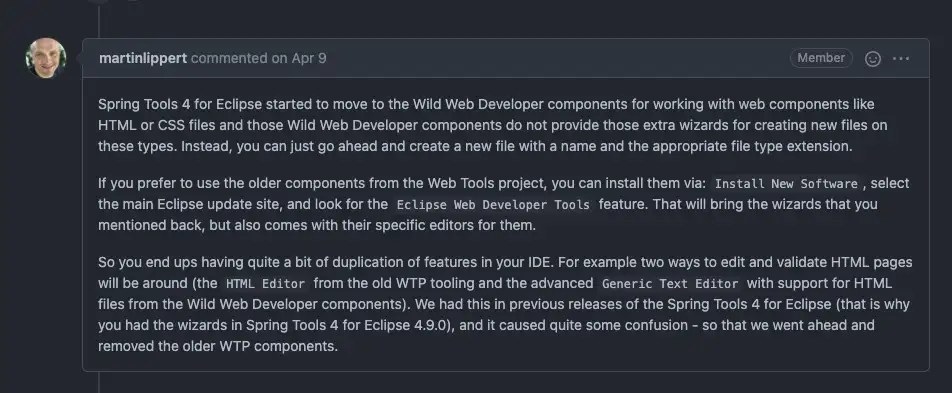 martinlippert commented on Apr 9
Member
Spring Tools 4 for Eclipse started to move to the Wild Web Developer components for working with web components like
HTML or CSS files and those Wild Web Developer components do not provide those extra wizards for creating new files on
these types. Instead, you can just go ahead and create a new file with a name and the appropriate file type extension.
If you prefer to use the older components from the Web Tools project, you can install them via: Install New Software , select
the main Eclipse update site, and look for the Eclipse Web Developer Tools feature. That will bring the wizards that you
mentioned back, but also comes with their specific editors for them.
So you end ups having quite a bit of duplication of features in your IDE. For example two ways to edit and validate HTML pages
will be around (the HTML Editor from the old WTP tooling and the advanced Generic Text Editor with support for HTML
files from the Wild Web Developer components). We had this in previous releases of the Spring Tools 4 for Eclipse (that is why
you had the wizards in Spring Tools 4 for Eclipse 4.9.0), and it caused quite some confusion - so that we went ahead and
removed the older WTP components.